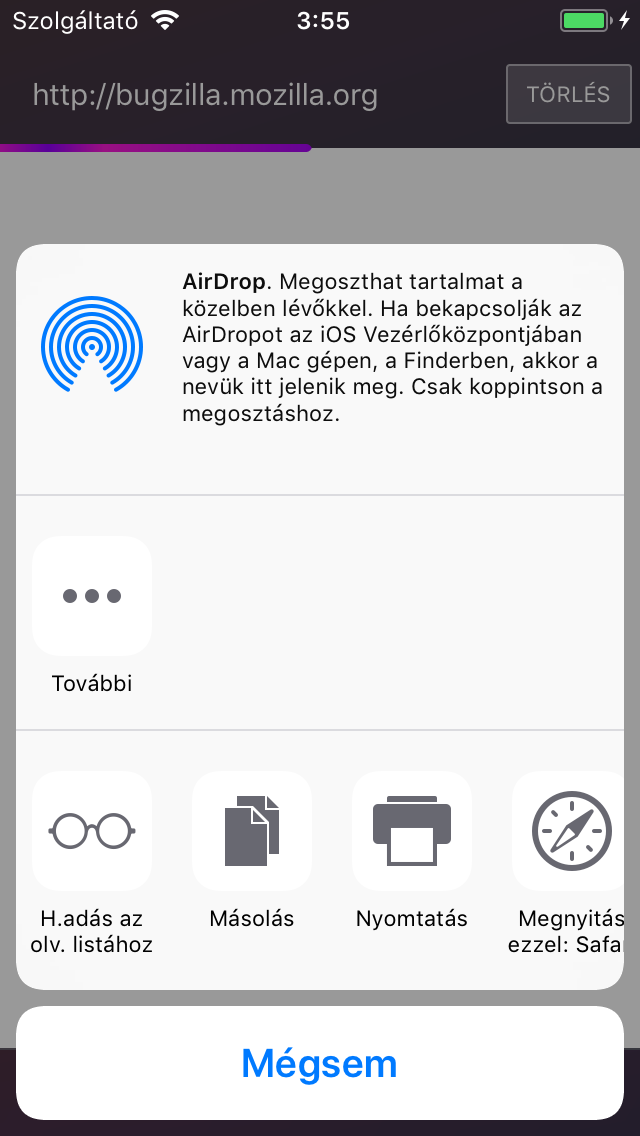 Szolgáltató 3:55
http://bugzilla.mozilla.org TÖRLÉS
AirDrop. Megoszthat tartalmat a
közelben lévőkkel. Ha bekapcsolják az
AirDropot az iOS Vezérlőközpontjában
vagy a Mac gépen, a Finderben, akkor a
nevük itt jelenik meg. Csak koppintson a
megosztáshoz.
További
H.adás az
olv. listához
Másolás
Nyomtatás
Megnyitás
ezzel: Safa
Mégsem